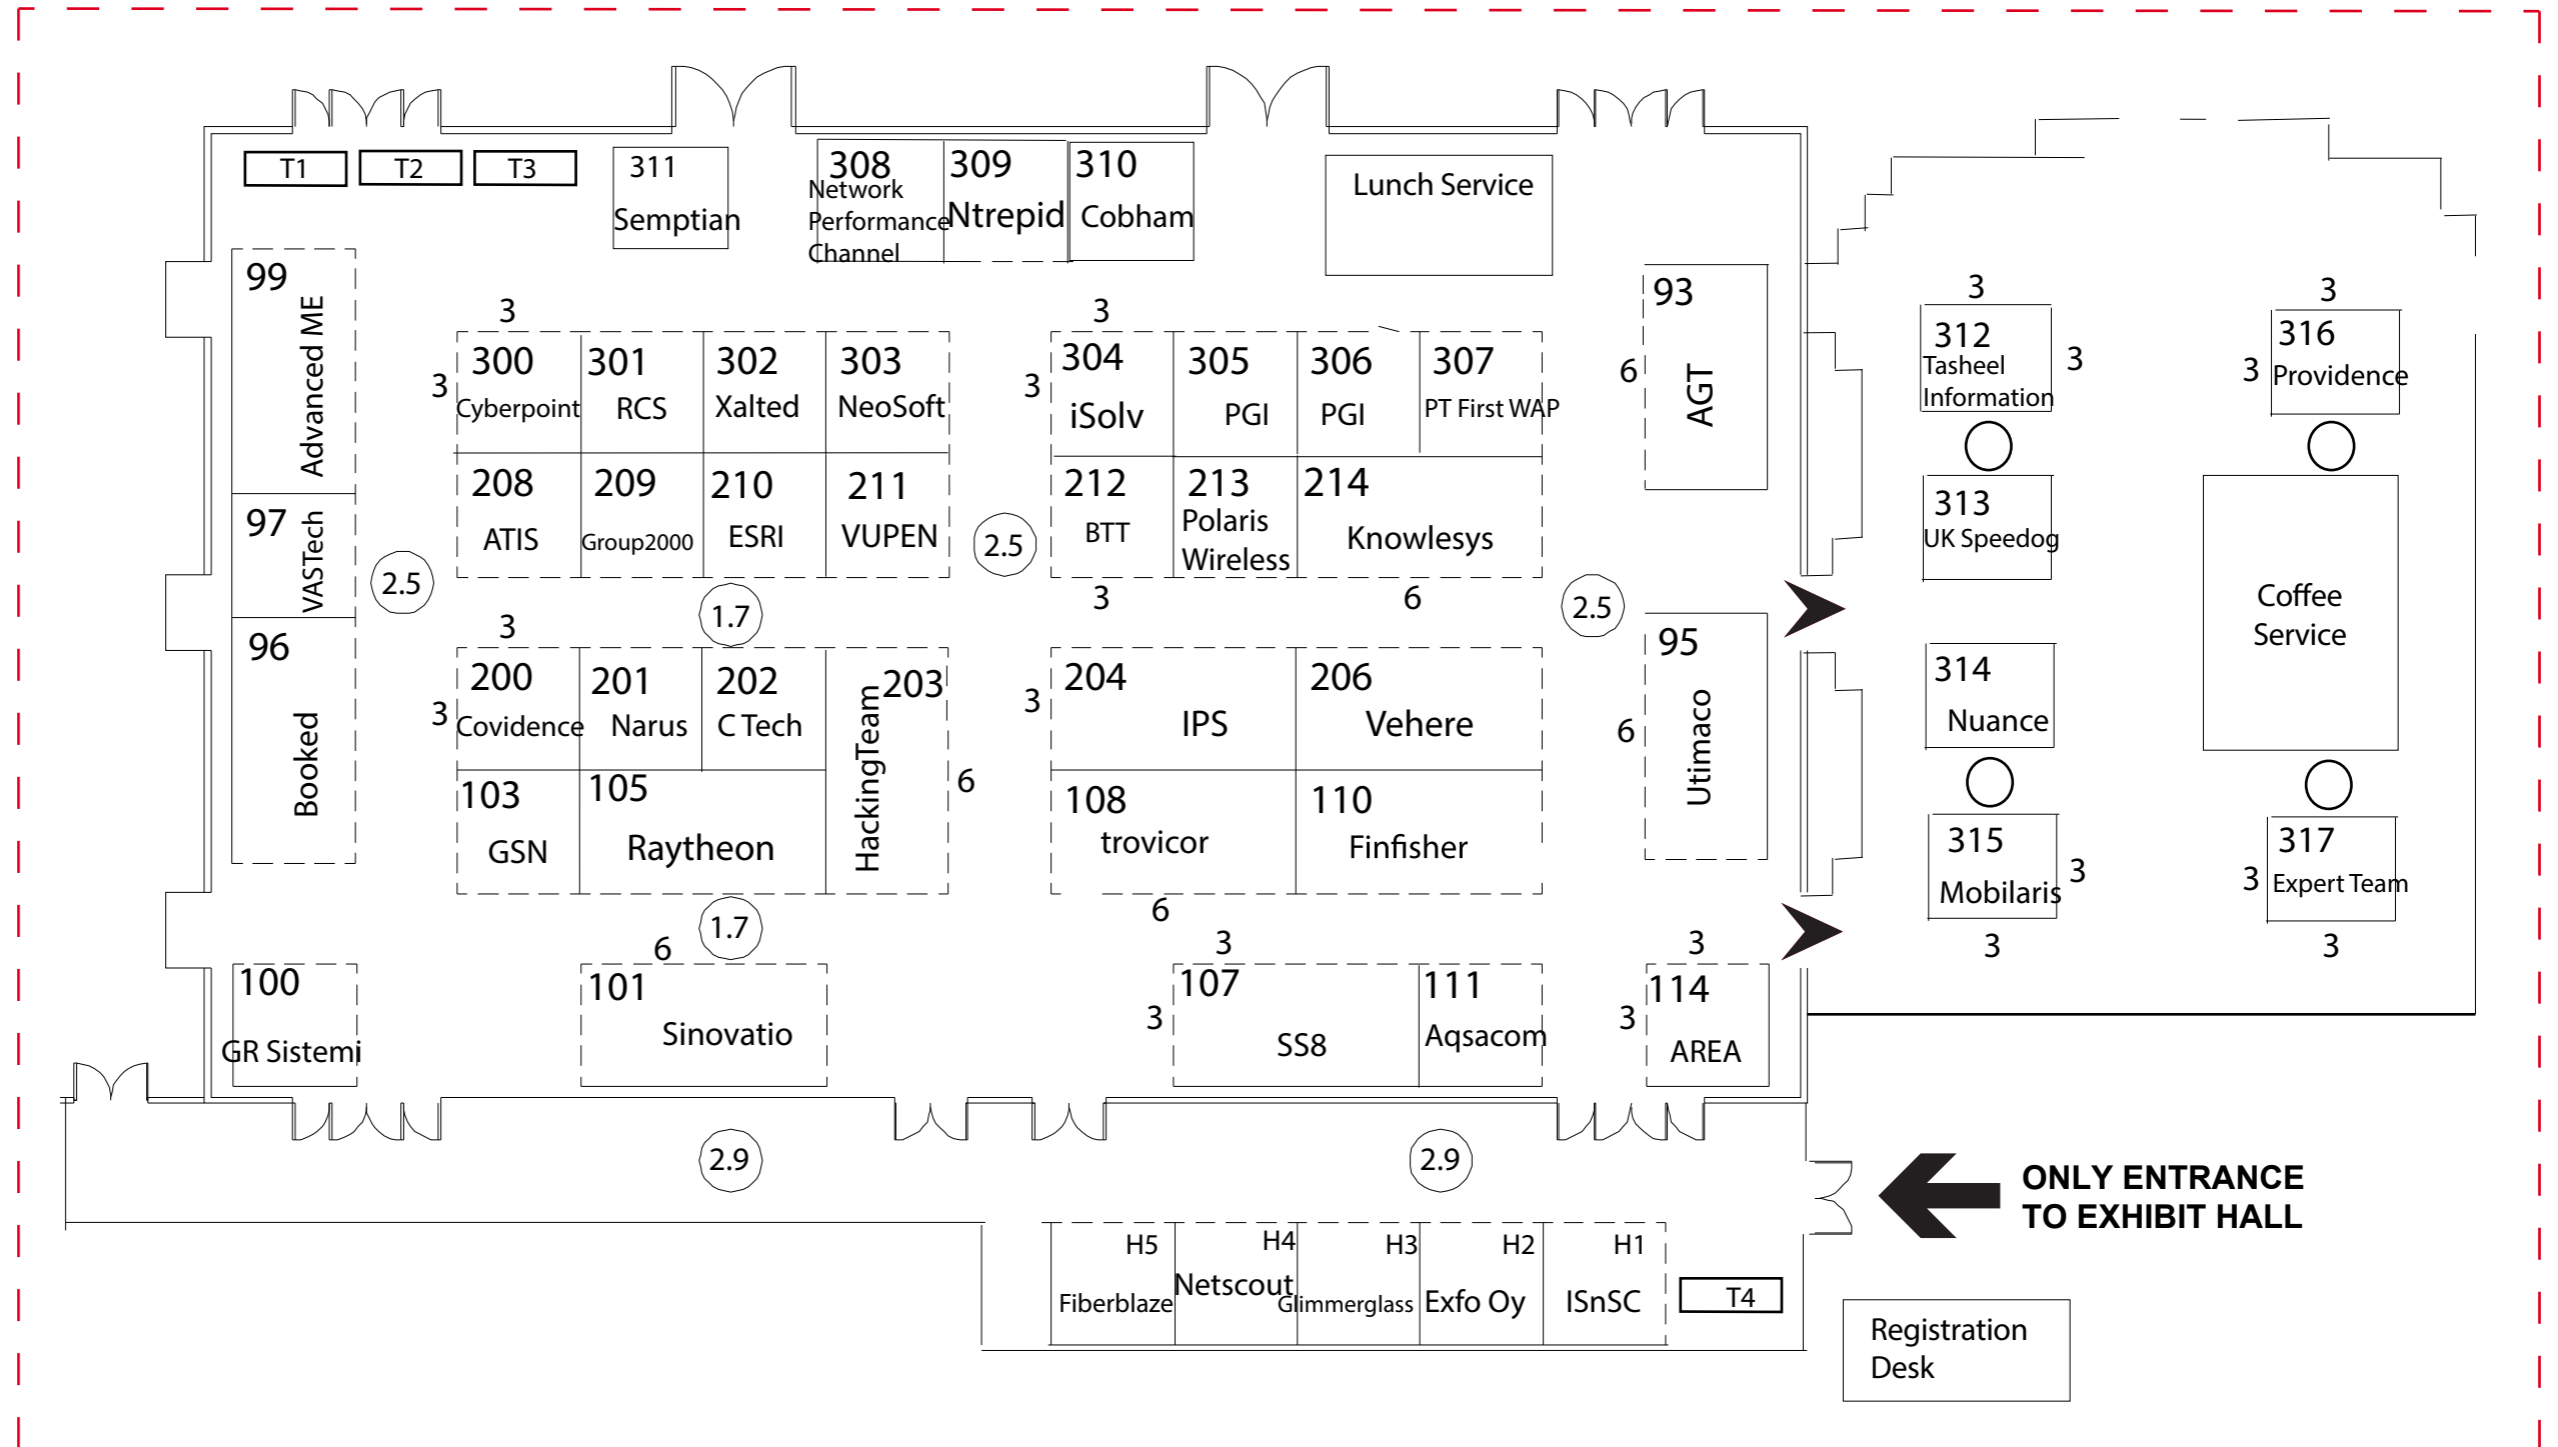 T1
T2
T3
311
Semptian
308
Network
Performance
Channel
309
Ntrepid
310
Cobham
Lunch Service
99
Advanced ME
97
VASTech
96
Booked
3
3
300
Cyberpoint
301
RCS
302
Xalted
303
NeoSoft
208
ATIS
209
Group2000
210
ESRI
211
VUPEN
3
3
304
iSolv
305
PGI
306
PGI
307
PT First WAP
212
BTT
213
Polaris
Wireless
214
Knowlesys
3
6
93
AGT
6
2.5
1.7
2.5
2.5
3
3
200
Covidence
201
Narus
202
C Tech
203
HackingTeam
6
103
GSN
105
Raytheon
3
204
IPS
206
Vehere
108
trovicor
110
Finfisher
6
95
Utimaco
6
1.7
100
GR Sistemi
6
101
Sinovatio
3
3
107
SS8
111
Aqsacom
3
3
114
AREA
3
312
Tasheel
Information
3
313
UK Speedog
314
Nuance
315
Mobilaris
3
3
3
316
Providence
3
Coffee
Service
317
Expert Team
3
3
2.9
2.9
ONLY ENTRANCE
TO EXHIBIT HALL
H5
Fiberblaze
H4
Netscout
H3
Glimmerglass
H2
Exfo Oy
H1
ISnSC
T4
Registration
Desk